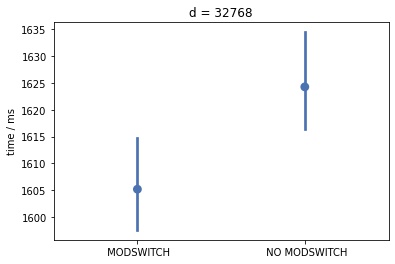 d = 32768
time / ms
1635
1630
1625
1620
1615
1610
1605
1600
MODSWITCH
NO MODSWITCH